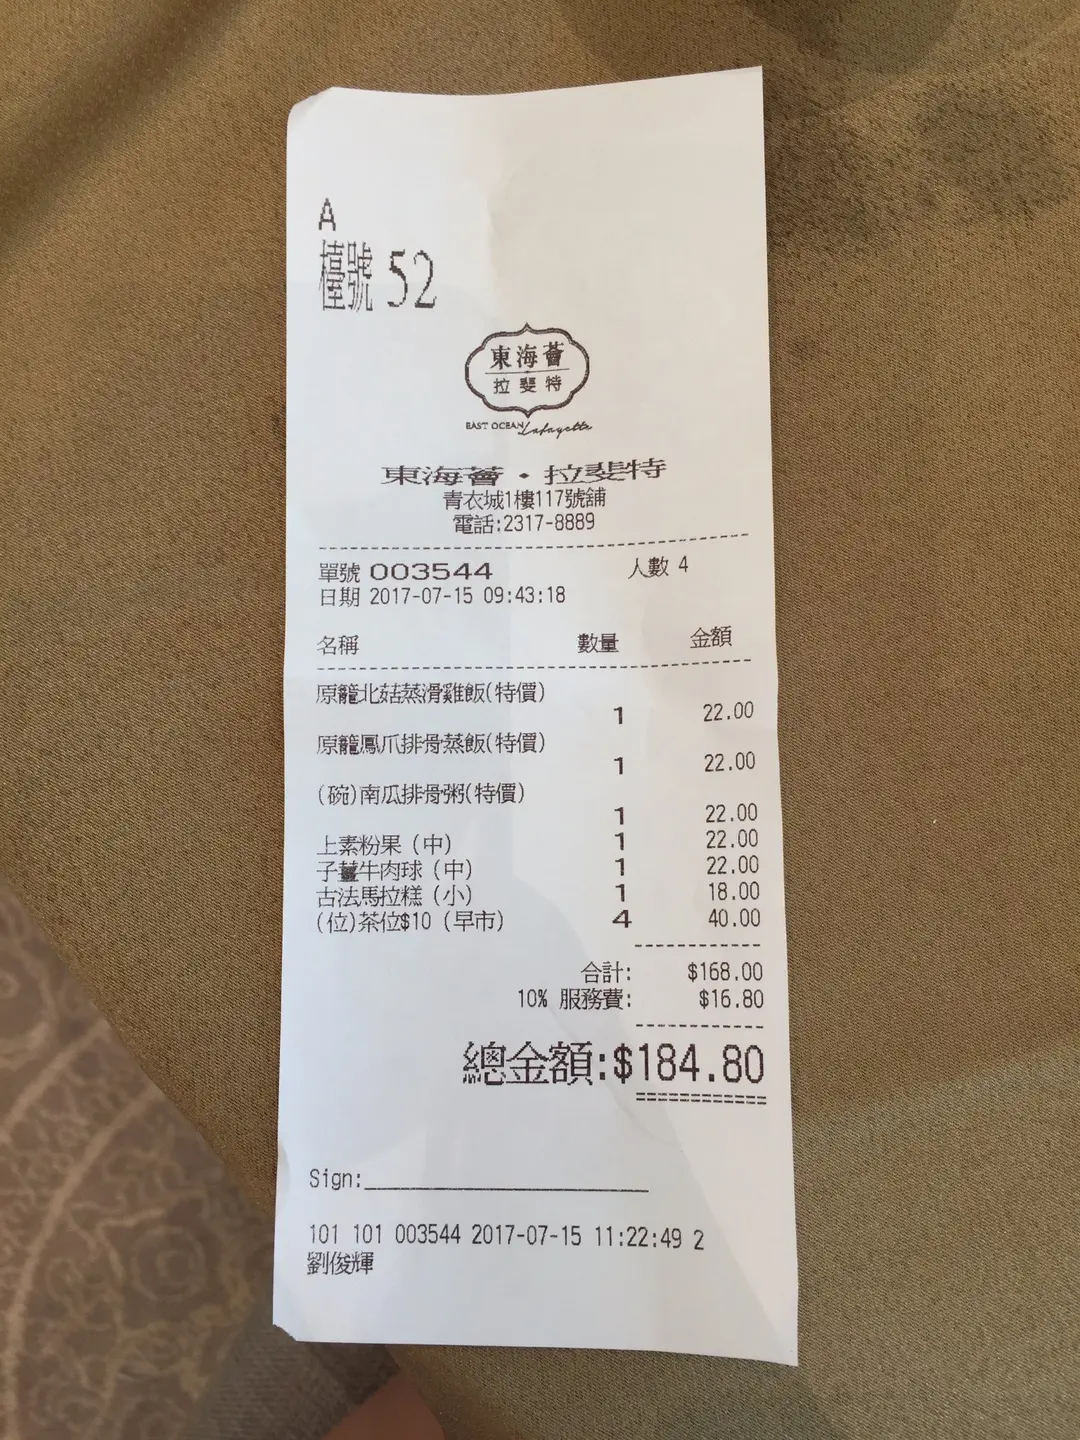 A
檯號 52
東海薈
拉斐特
EAST OCEAN Lafayette
東海薈·拉斐特
青衣城1樓117號舖
電話:2317-8889
單號 003544 人數 4
日期 2017-07-15 09:43:18
名稱 數量 金額
原籠北菇蒸滑雞飯(特價)
1 22.00
原籠鳳爪排骨蒸飯(特價)
1 22.00
(碗)南瓜排骨粥(特價)
1 22.00
上素粉果(中) 1 22.00
子薑牛肉球(中) 1 22.00
古法馬拉糕(小) 1 18.00
(位)茶位$10(早市) 4 40.00
合計: $168.00
10% 服務費: $16.80
總金額:$184.80
Sign:
101 101 003544 2017-07-15 11:22:49 2
劉俊輝